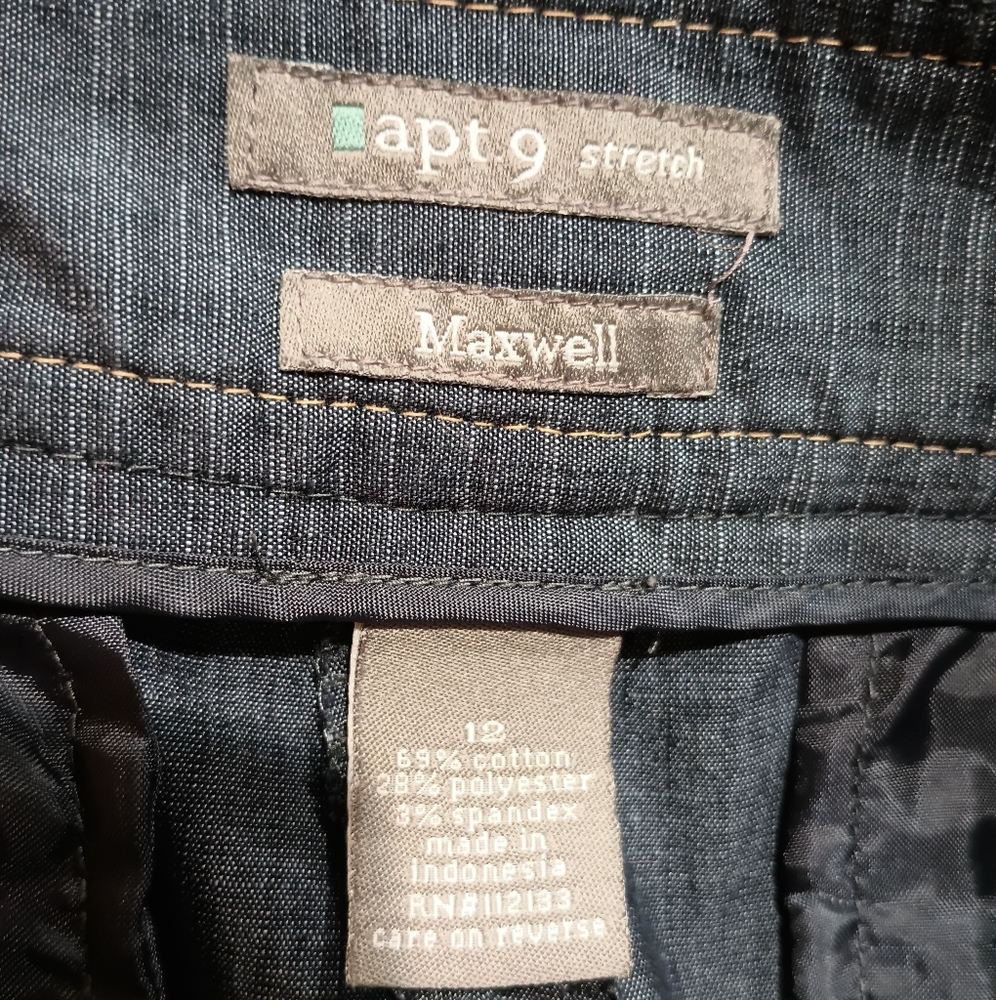 apt.9 stretch
Maxwell
12
69% cotton
28% polyester
3% spandex
made in
indonesia
RN#112133
care on reverse